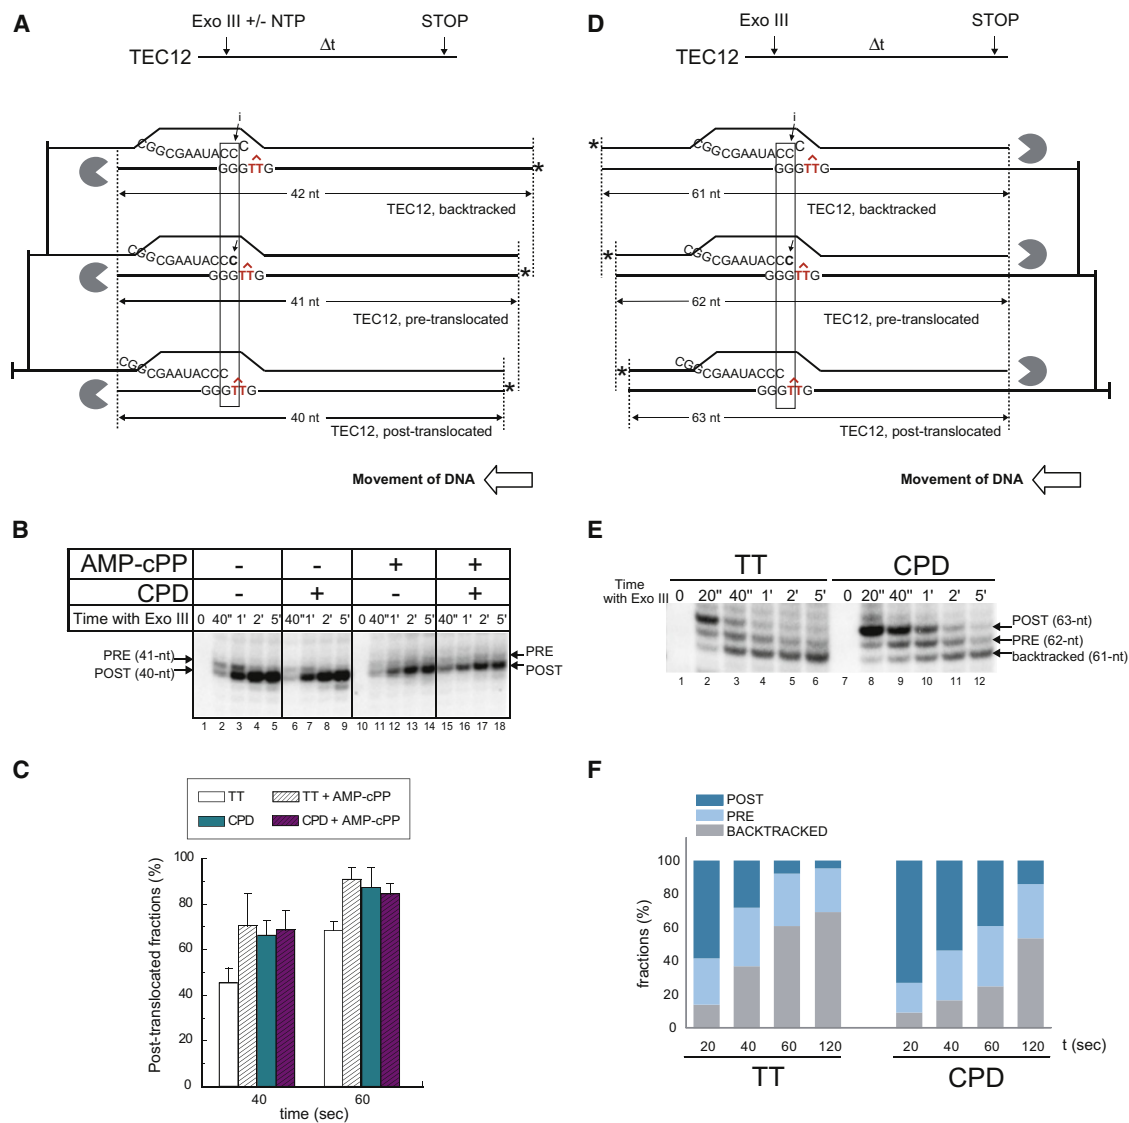 A
Exo III +/- NTP
STOP
Δt
TEC12
i
CGGCGAAUACCC
GGGTTG
*
42 nt
TEC12, backtracked
CGGCGAAUACCC
GGGTTG
*
41 nt
TEC12, pre-translocated
CGGCGAAUACCC
GGGTTG
*
40 nt
TEC12, post-translocated
Movement of DNA
D
Exo III
STOP
Δt
TEC12
i
*
CGGCGAAUACCC
GGGTTG
61 nt
TEC12, backtracked
*
CGGCGAAUACCC
GGGTTG
62 nt
TEC12, pre-translocated
*
CGGCGAAUACCC
GGGTTG
63 nt
TEC12, post-translocated
Movement of DNA
B
AMP-cPP - - + +
CPD - + - +
Time with Exo III 0 40" 1' 2' 5' 40" 1' 2' 5' 0 40" 1' 2' 5' 40" 1' 2' 5'
PRE (41-nt)
POST (40-nt)
PRE
POST
1 2 3 4 5 6 7 8 9 10 11 12 13 14 15 16 17 18
E
TT CPD
Time
with Exo III 0 20" 40" 1' 2' 5' 0 20" 40" 1' 2' 5'
POST (63-nt)
PRE (62-nt)
backtracked (61-nt)
1 2 3 4 5 6 7 8 9 10 11 12
C
TT TT + AMP-cPP
CPD CPD + AMP-cPP
Post-translocated fractions (%)
100
80
60
40
20
0
40 60
time (sec)
F
POST
PRE
BACKTRACKED
fractions (%)
100
80
60
40
20
0
20 40 60 120 20 40 60 120 t (sec)
TT CPD